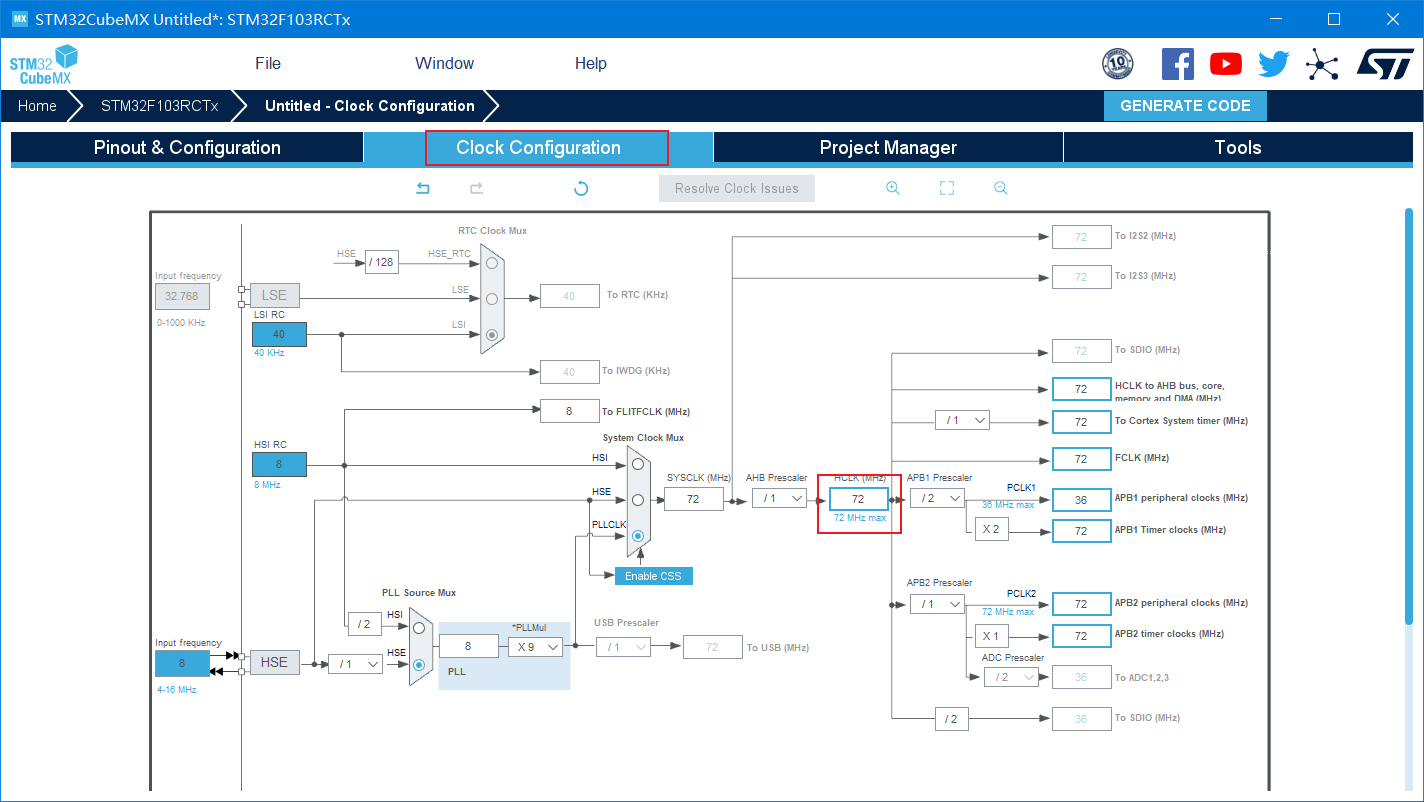 MX STM32CubeMX Untitled*: STM32F103RCTx
STM32
CubeMX
File
Window
Help
10
Home
STM32F103RCTx
Untitled - Clock Configuration
GENERATE CODE
Pinout & Configuration
Clock Configuration
Project Manager
Tools
Resolve Clock Issues
RTC Clock Mux
HSE
/ 128
HSE_RTC
72
To I2S2 (MHz)
Input frequency
32.768
0-1000 KHz
LSE
LSE
40
To RTC (KHz)
72
To I2S3 (MHz)
LSI RC
40
40 KHz
LSI
40
To IWDG (KHz)
72
To SDIO (MHz)
72
HCLK to AHB bus, core,
memory and DMA (MHz)
8
To FLITFCLK (MHz)
/ 1
72
To Cortex System timer (MHz)
System Clock Mux
HSI RC
8
8 MHz
HSI
HSE
PLLCLK
72
FCLK (MHz)
SYSCLK (MHz)
72
AHB Prescaler
/ 1
HCLK (MHz)
72
72 MHz max
APB1 Prescaler
/ 2
PCLK1
36 MHz max
36
APB1 peripheral clocks (MHz)
X 2
72
APB1 Timer clocks (MHz)
Enable CSS
APB2 Prescaler
/ 1
PCLK2
72 MHz max
72
APB2 peripheral clocks (MHz)
X 1
72
APB2 timer clocks (MHz)
PLL Source Mux
/ 2
HSI
HSE
Input frequency
8
4-16 MHz
HSE
/ 1
8
*PLLMul
X 9
PLL
USB Prescaler
/ 1
72
To USB (MHz)
ADC Prescaler
/ 2
36
To ADC1,2,3
/ 2
36
To SDIO (MHz)